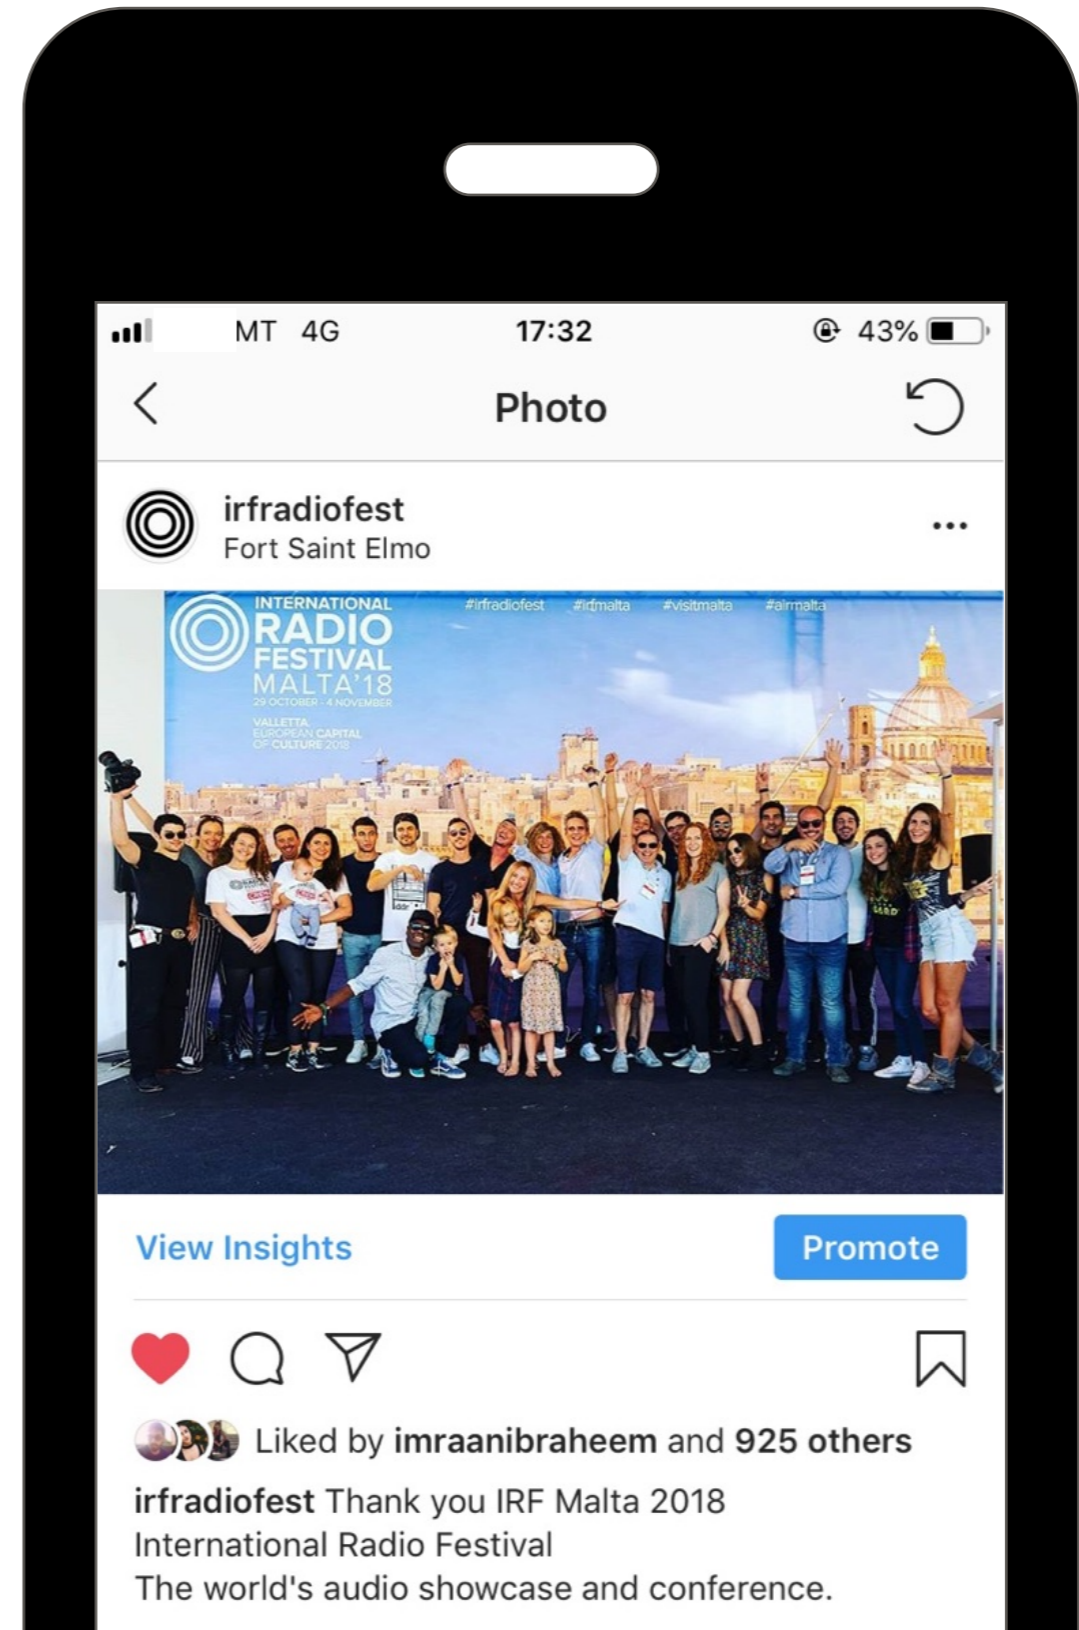 MT 4G 17:32 43%
Photo
irfradiofest
Fort Saint Elmo
INTERNATIONAL
RADIO
FESTIVAL
MALTA'18
29 OCTOBER - 4 NOVEMBER
VALLETTA
EUROPEAN CAPITAL
OF CULTURE 2018
#irfradiofest #irfmalta #visitmalta #airmalta
View Insights Promote
Liked by imraanibraheem and 925 others
irfradiofest Thank you IRF Malta 2018
International Radio Festival
The world's audio showcase and conference.